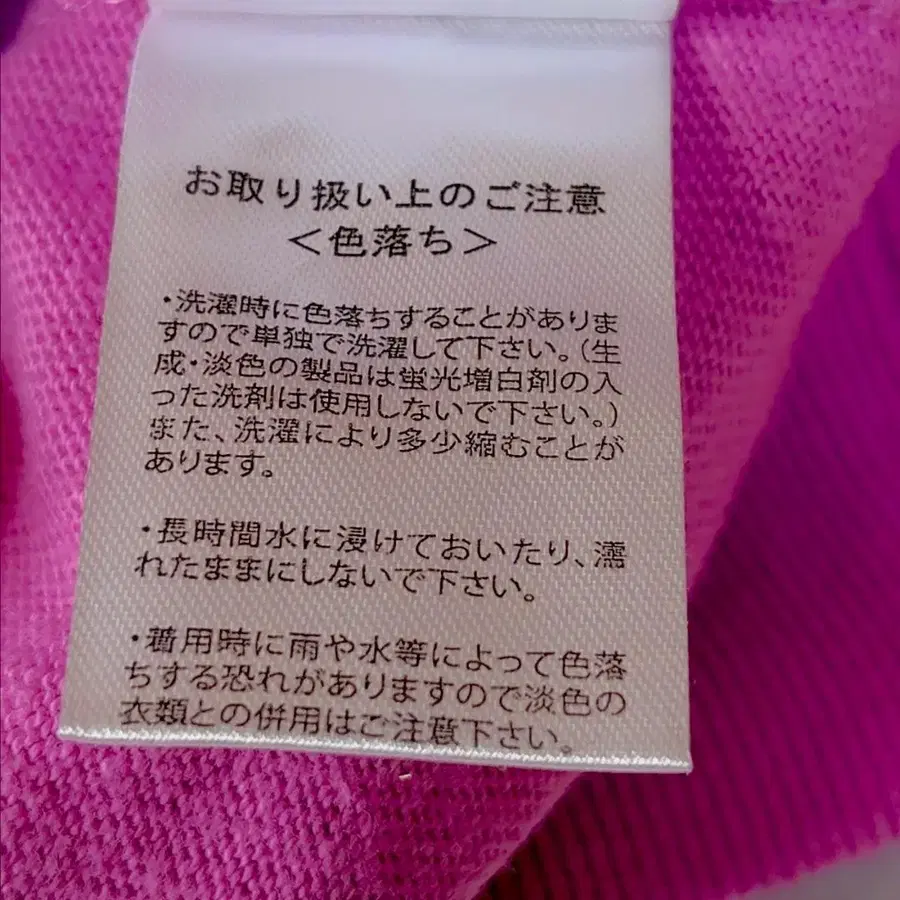 お取り扱い上のご注意
＜色落ち＞
・洗濯時に色落ちすることがありま
すので単独で洗濯して下さい。（生
成・淡色の製品は蛍光増白剤の入
った洗剤は使用しないで下さい。）
また、洗濯により多少縮むことが
あります。
・長時間水に浸けておいたり、濡
れたままにしないで下さい。
・着用時に雨や水等によって色落
ちする恐れがありますので淡色の
衣類との併用はご注意下さい。